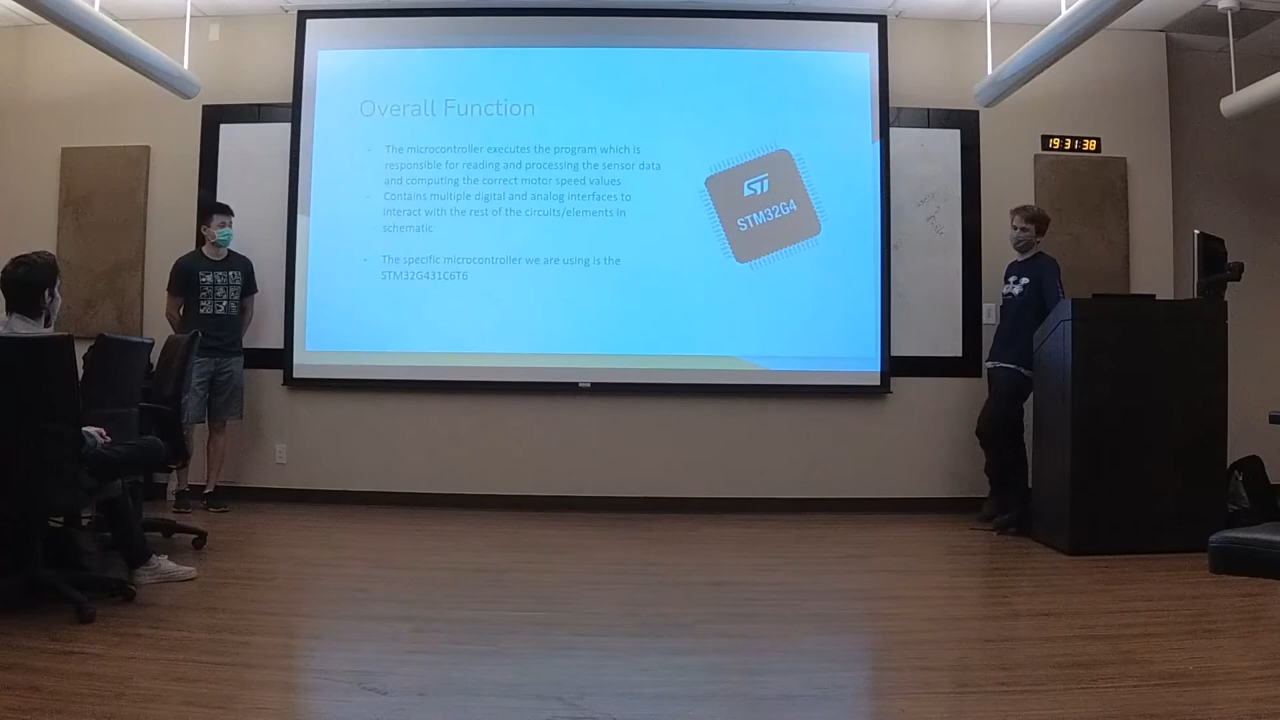 Overall Function
- The microcontroller executes the program which is
responsible for reading and processing the sensor data
and computing the correct motor speed values
- Contains multiple digital and analog interfaces to
interact with the rest of the circuits/elements in
schematic
- The specific microcontroller we are using is the
STM32G431C6T6
ST
STM32G4
19:31:38